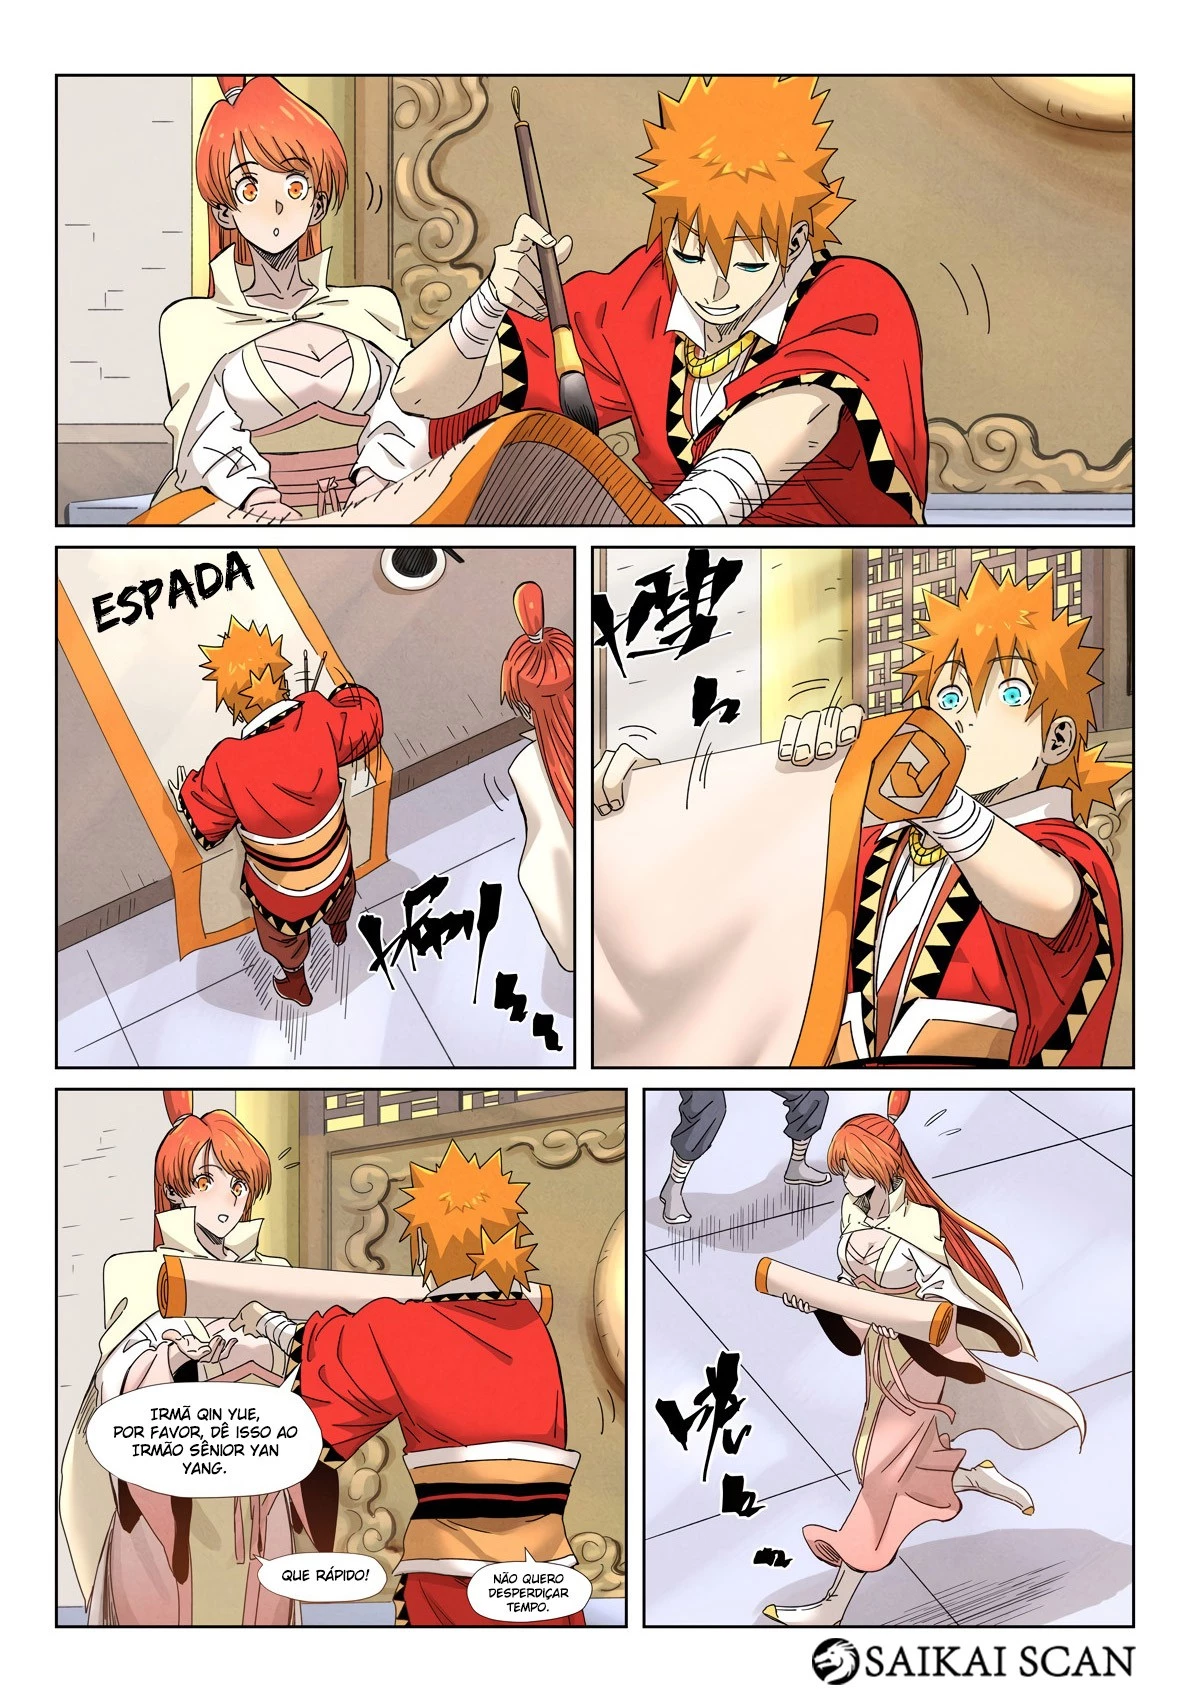 ESPADA
IRMÃ QIN YUE,
POR FAVOR, DÊ ISSO AO
IRMÃO SÊNIOR YAN
YANG.
QUE RÁPIDO!
NÃO QUERO
DESPERDIÇAR
TEMPO.
SAIKAI SCAN